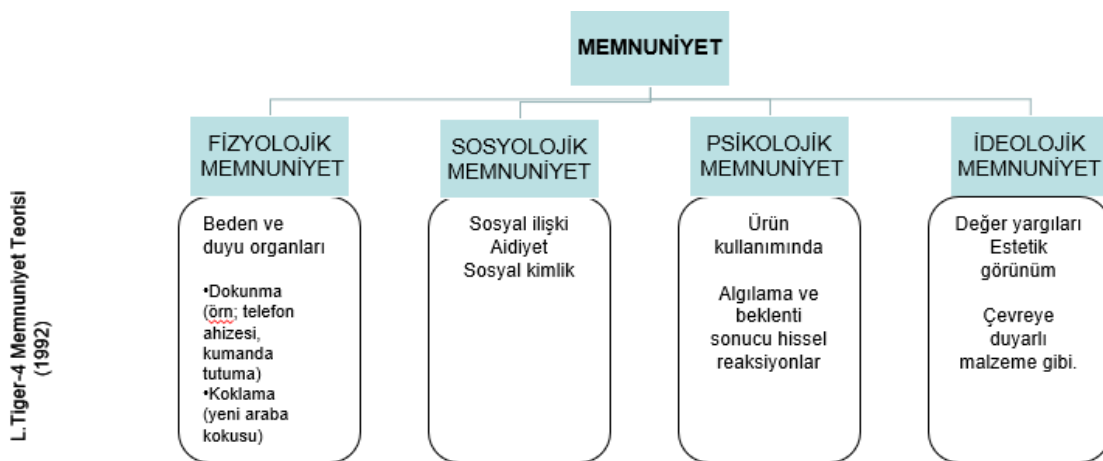 MEMNUNİYET
FİZYOLOJİK
MEMNUNİYET
Beden ve
duyu organları
•Dokunma
(örn; telefon
ahizesi,
kumanda
tutuma)
•Koklama
(yeni araba
kokusu)
SOSYOLOJİK
MEMNUNİYET
Sosyal ilişki
Aidiyet
Sosyal kimlik
PSİKOLOJİK
MEMNUNİYET
Ürün
kullanımında
Algılama ve
beklenti
sonucu hissel
reaksiyonlar
İDEOLOJİK
MEMNUNİYET
Değer yargıları
Estetik
görünüm
Çevreye
duyarlı
malzeme gibi.
L.Tiger-4 Memnuniyet Teorisi
(1992)